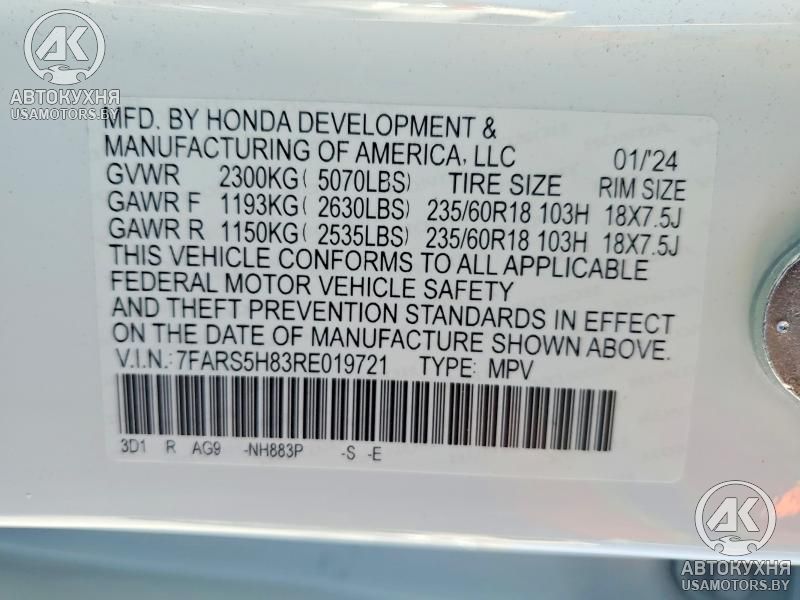 AK
АВТОКУХНЯ
USAMOTORS.BY
MFD. BY HONDA DEVELOPMENT &
MANUFACTURING OF AMERICA, LLC 01/'24
GVWR 2300KG( 5070LBS) TIRE SIZE RIM SIZE
GAWR F 1193KG( 2630LBS) 235/60R18 103H 18X7.5J
GAWR R 1150KG( 2535LBS) 235/60R18 103H 18X7.5J
THIS VEHICLE CONFORMS TO ALL APPLICABLE
FEDERAL MOTOR VEHICLE SAFETY
AND THEFT PREVENTION STANDARDS IN EFFECT
ON THE DATE OF MANUFACTURE SHOWN ABOVE.
V.I.N.: 7FARS5H83RE019721 TYPE: MPV
3D1 R AG9 -NH883P -S -E
AK
АВТОКУХНЯ
USAMOTORS.BY